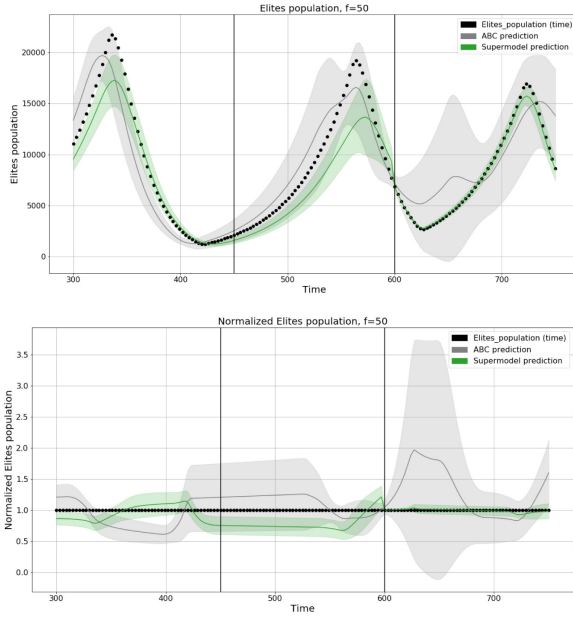 Elites population, f=50
Elites_population (time)
ABC prediction
Supermodel prediction
Elites population
20000
15000
10000
5000
0
300
400
500
600
700
Time
Normalized Elites population, f=50
Elites_population (time)
ABC prediction
Supermodel prediction
Normalized Elites population
3.5
3.0
2.5
2.0
1.5
1.0
0.5
0.0
300
400
500
600
700
Time